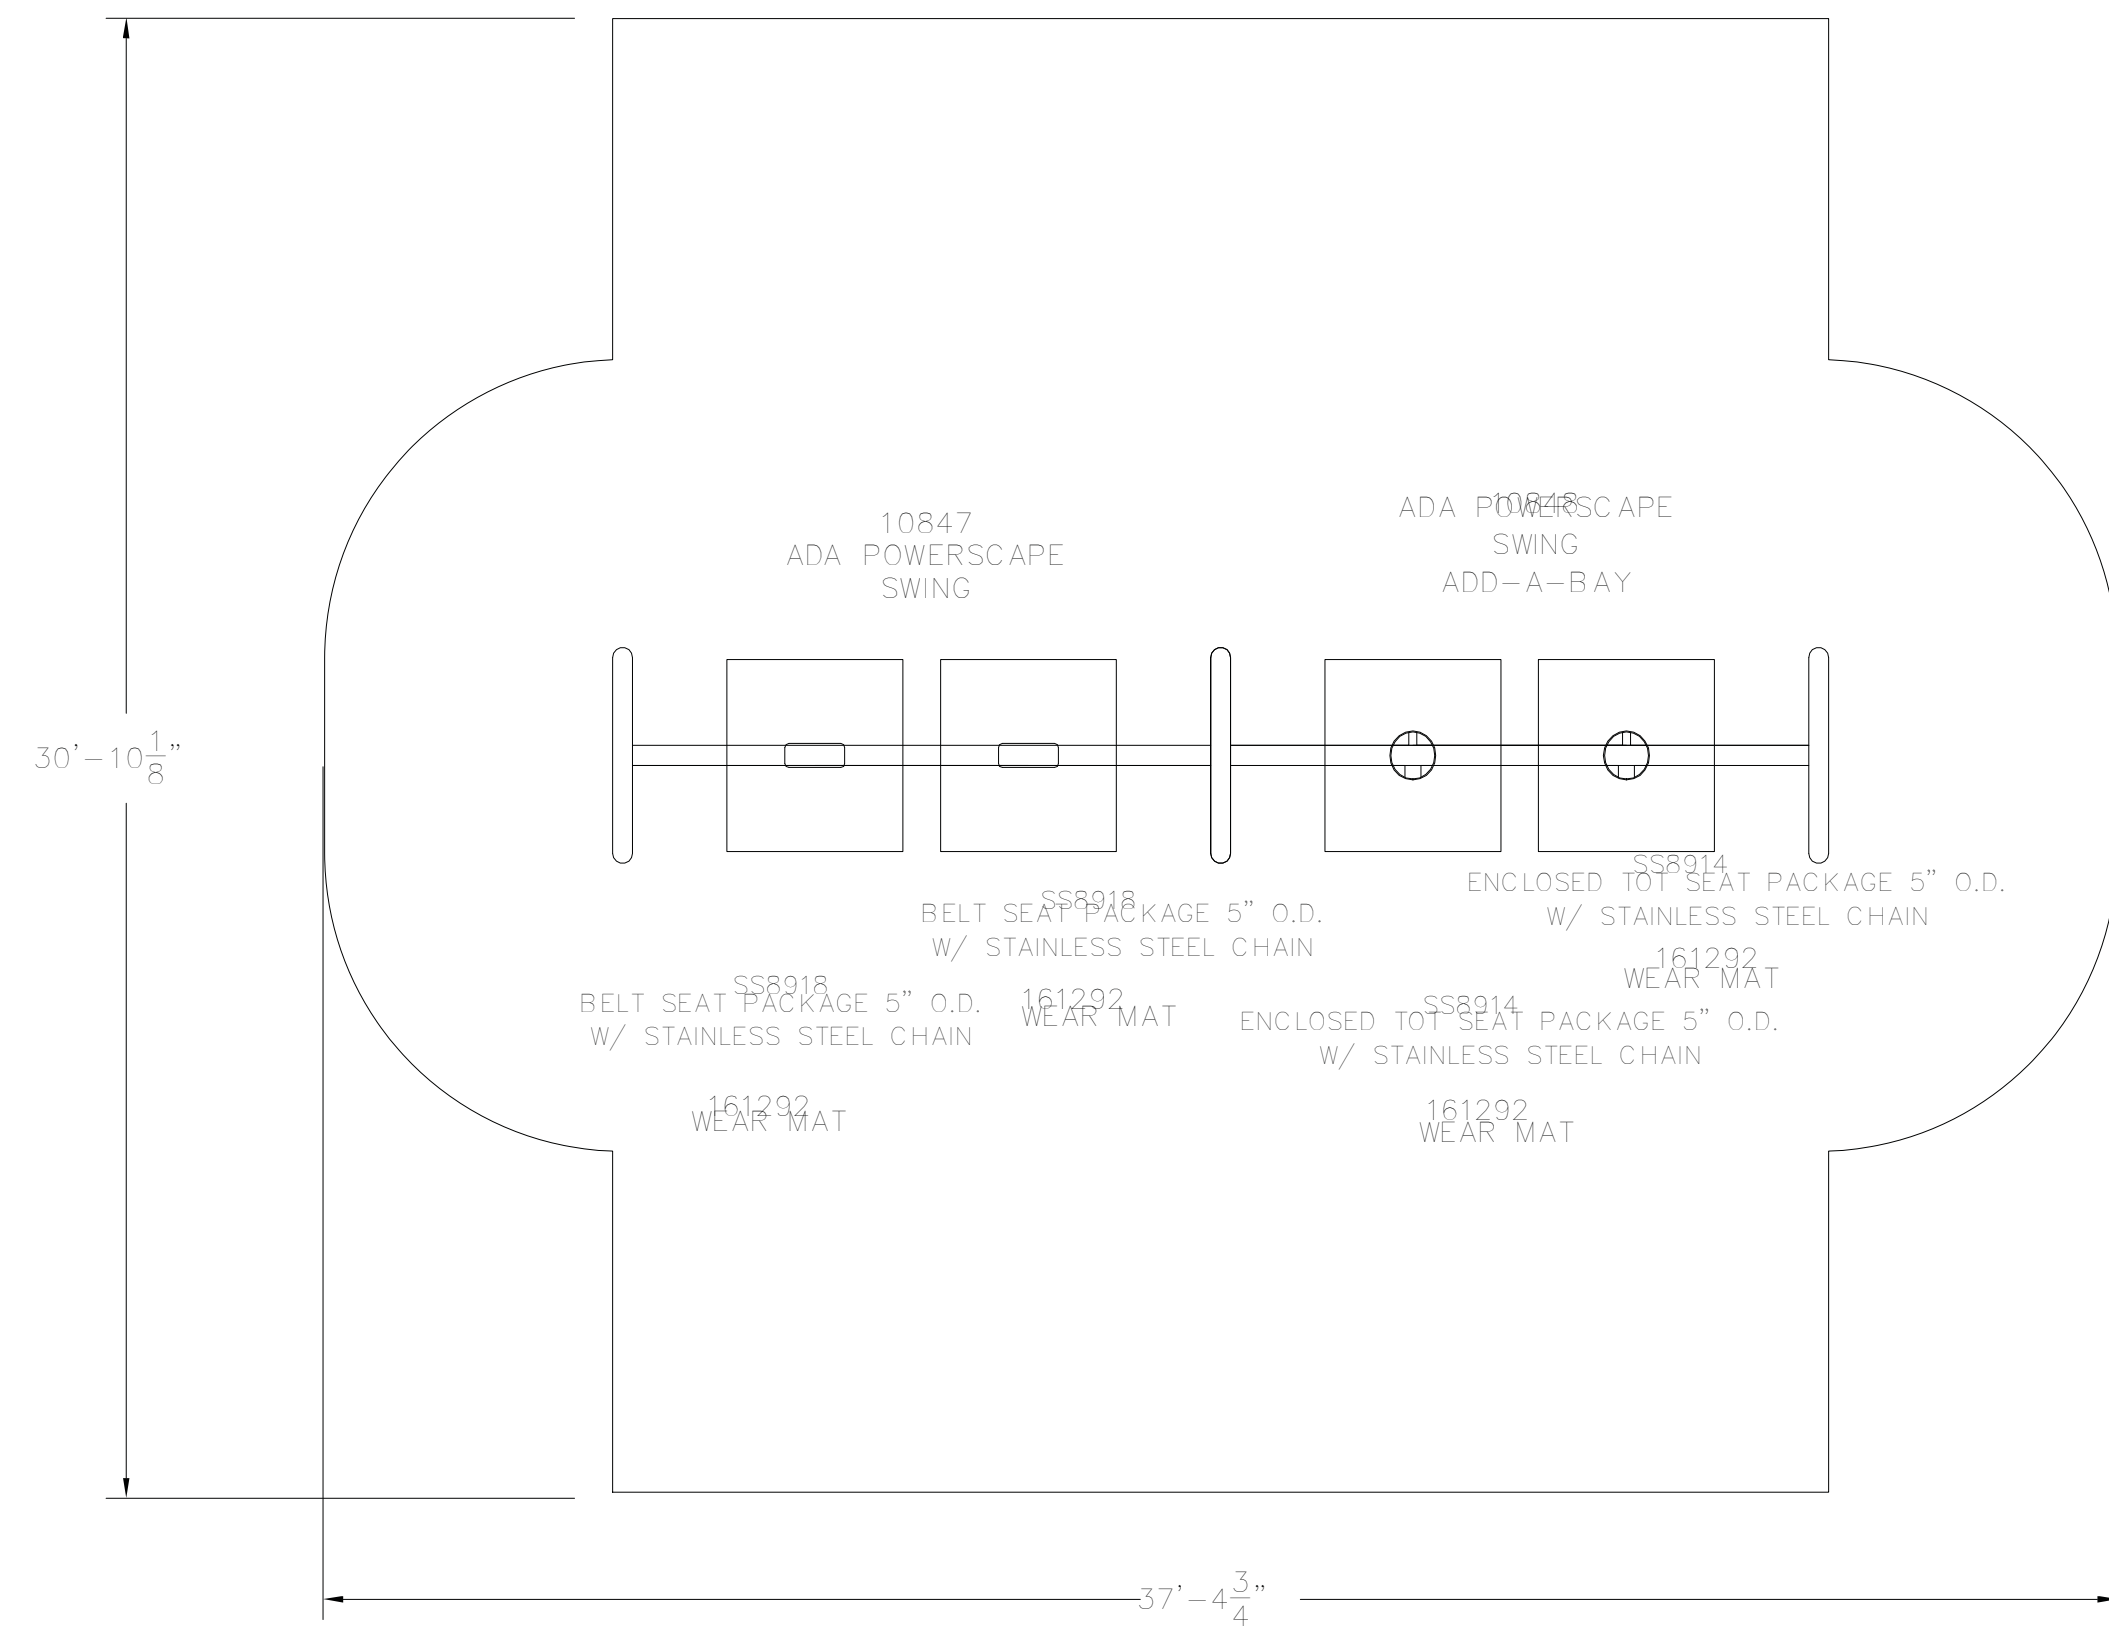 10848
ADA POWERSCAPE
SWING
ADD-A-BAY
10847
ADA POWERSCAPE
SWING
30'-10 1/8"
SS8914
ENCLOSED TOT SEAT PACKAGE 5" O.D.
W/ STAINLESS STEEL CHAIN
161292
WEAR MAT
SS8918
BELT SEAT PACKAGE 5" O.D.
W/ STAINLESS STEEL CHAIN
161292
WEAR MAT
SS8918
BELT SEAT PACKAGE 5" O.D.
W/ STAINLESS STEEL CHAIN
161292
WEAR MAT
SS8914
ENCLOSED TOT SEAT PACKAGE 5" O.D.
W/ STAINLESS STEEL CHAIN
161292
WEAR MAT
37'-4 3/4"